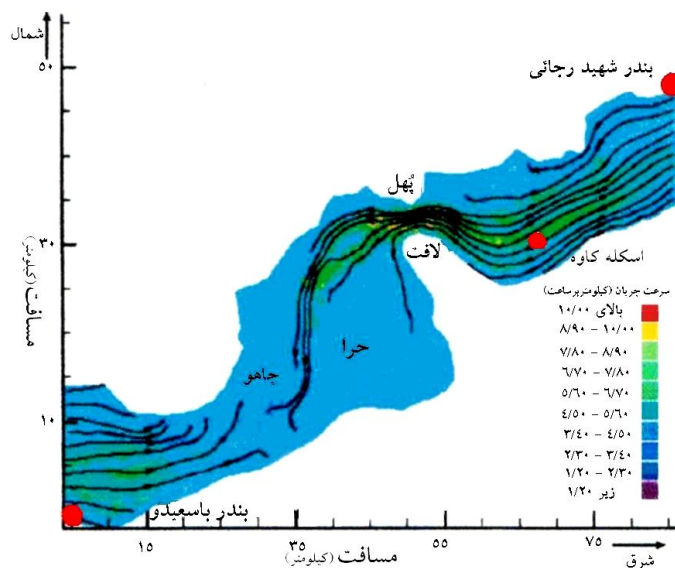 شمال
۵۰
بندر شهید رجائی
پُهل
۳۰
لافت
اسکله کاوه
مسافت (کیلومتر)
سرعت جریان (کیلومتربرساعت)
بالای ۱۰/۰۰
۸/۹۰ – ۱۰/۰۰
۷/۸۰ – ۸/۹۰
۶/۷۰ – ۷/۸۰
۵/۶۰ – ۶/۷۰
۴/۵۰ – ۵/۶۰
۳/۴۰ – ۴/۵۰
۲/۳۰ – ۳/۴۰
۱/۲۰ – ۲/۳۰
زیر ۱/۲۰
حرا
چاهو
۱۰
بندر باسعیدو
۱۵
۳۵
۵۵
۷۵
مسافت (کیلومتر)
شرق